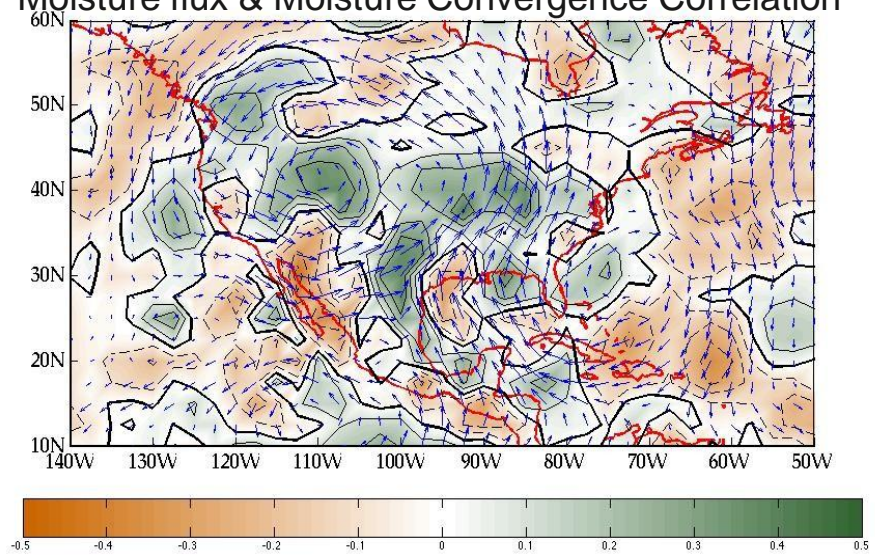 Moisture flux & Moisture Convergence Correlation
60N
50N
40N
30N
20N
10N
140W 130W 120W 110W 100W 90W 80W 70W 60W 50W
-0.5 -0.4 -0.3 -0.2 -0.1 0 0.1 0.2 0.3 0.4 0.5